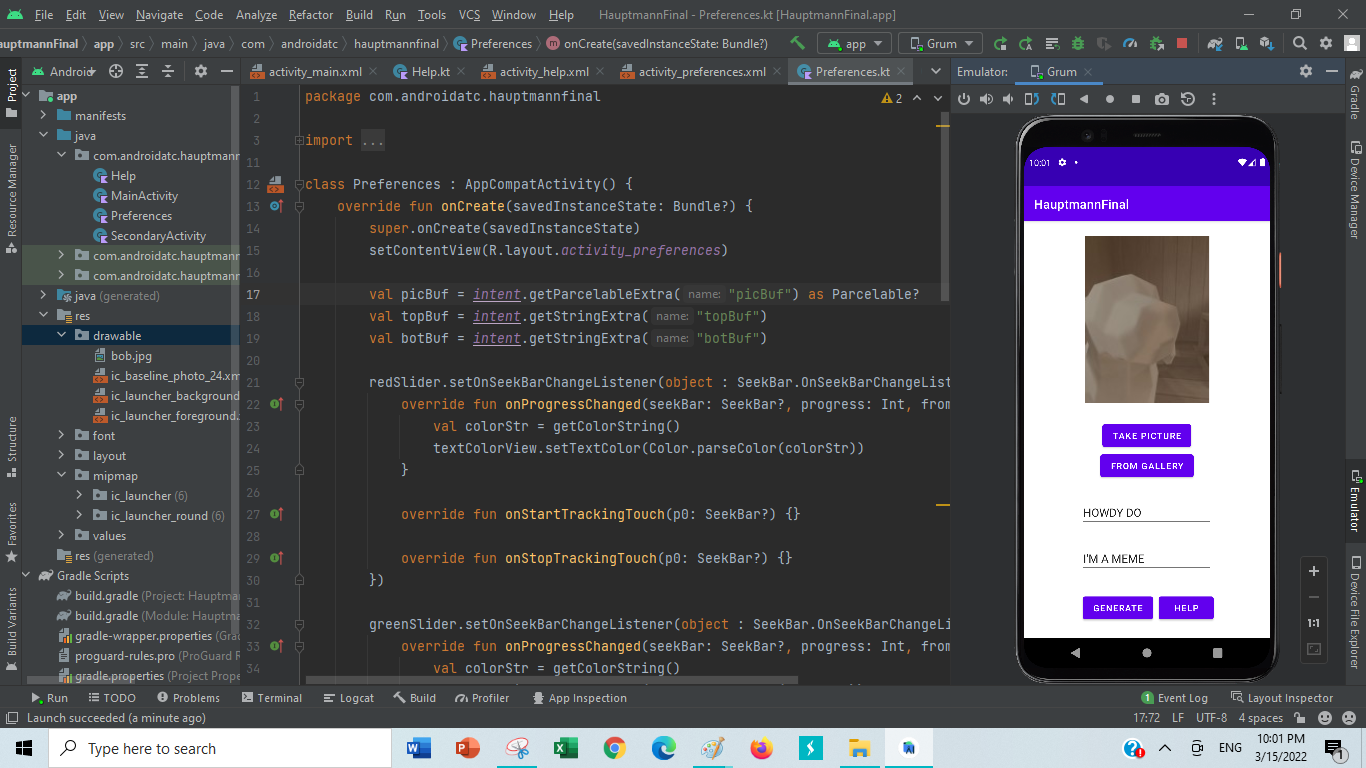 File Edit View Navigate Code Analyze Refactor Build Run Tools VCS Window Help HauptmannFinal - Preferences.kt [HauptmannFinal.app]
auptmannFinal app src main java com androidatc hauptmannfinal Preferences onCreate(savedInstanceState: Bundle?) app Grum
Android activity_main.xml Help.kt activity_help.xml activity_preferences.xml Preferences.kt Emulator: Grum
Project
Resource Manager
Structure
Favorites
Build Variants
app
manifests
java
com.androidatc.hauptmann
Help
MainActivity
Preferences
SecondaryActivity
com.androidatc.hauptmann
com.androidatc.hauptmann
java (generated)
res
drawable
bob.jpg
ic_baseline_photo_24.xm
ic_launcher_background
ic_launcher_foreground.
font
layout
mipmap
ic_launcher (6)
ic_launcher_round (6)
values
res (generated)
Gradle Scripts
build.gradle (Project: Hauptma
build.gradle (Module: Hauptm
gradle-wrapper.properties (Gra
proguard-rules.pro (ProGuard R
gradle.properties (Project Prope
1 package com.androidatc.hauptmannfinal
2
3 import ...
11
12 class Preferences : AppCompatActivity() {
13 override fun onCreate(savedInstanceState: Bundle?) {
14 super.onCreate(savedInstanceState)
15 setContentView(R.layout.activity_preferences)
16
17 val picBuf = intent.getParcelableExtra( name: "picBuf") as Parcelable?
18 val topBuf = intent.getStringExtra( name: "topBuf")
19 val botBuf = intent.getStringExtra( name: "botBuf")
20
21 redSlider.setOnSeekBarChangeListener(object : SeekBar.OnSeekBarChangeList
22 override fun onProgressChanged(seekBar: SeekBar?, progress: Int, from
23 val colorStr = getColorString()
24 textColorView.setTextColor(Color.parseColor(colorStr))
25 }
26
27 override fun onStartTrackingTouch(p0: SeekBar?) {}
28
29 override fun onStopTrackingTouch(p0: SeekBar?) {}
30 })
31
32 greenSlider.setOnSeekBarChangeListener(object : SeekBar.OnSeekBarChangeLi
33 override fun onProgressChanged(seekBar: SeekBar?, progress: Int, from
34 val colorStr = getColorString()
2
10:01
HauptmannFinal
TAKE PICTURE
FROM GALLERY
HOWDY DO
I'M A MEME
GENERATE HELP
1:1
Gradle
Device Manager
Emulator
Device File Explorer
Run TODO Problems Terminal Logcat Build Profiler App Inspection 1 Event Log Layout Inspector
Launch succeeded (a minute ago) 17:72 LF UTF-8 4 spaces
Type here to search ENG 10:01 PM
3/15/2022 1